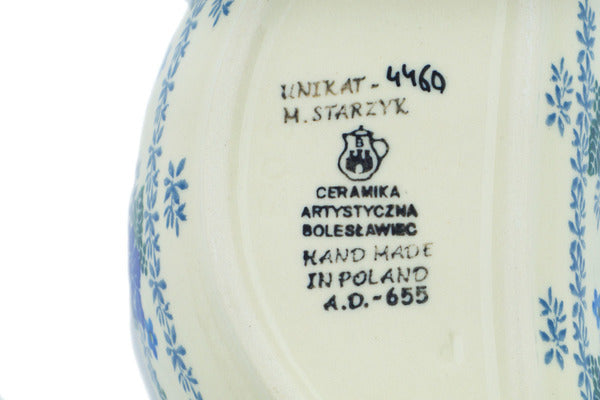 UNIKAT - 4460
M. STARZYK
B
CERAMIKA
ARTYSTYCZNA
BOLESŁAWIEC
HAND MADE
IN POLAND
A.D.-655